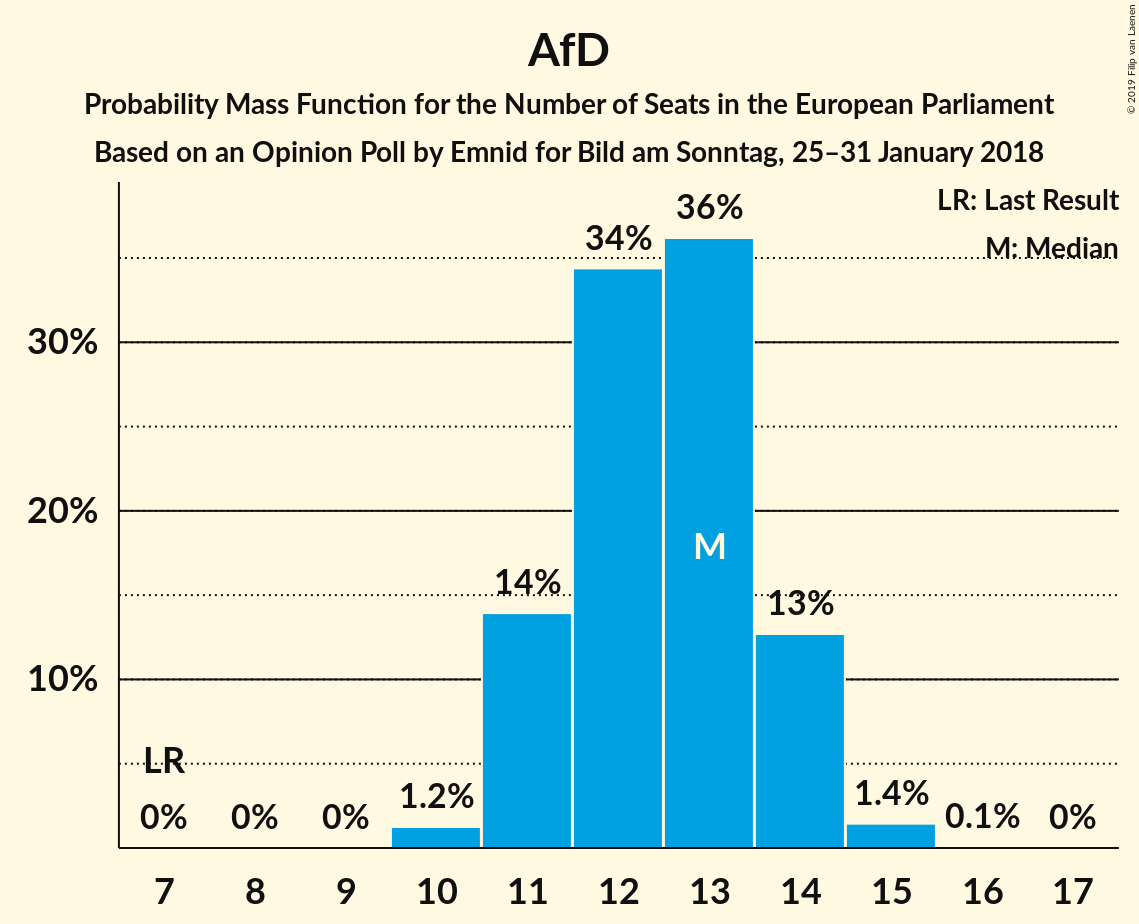 AfD
Probability Mass Function for the Number of Seats in the European Parliament
Based on an Opinion Poll by Emnid for Bild am Sonntag, 25–31 January 2018
© 2019 Filip van Laenen
LR: Last Result
M: Median
30%
20%
10%
LR
0%
0%
0%
1.2%
14%
34%
36%
M
13%
1.4%
0.1%
0%
7 8 9 10 11 12 13 14 15 16 17